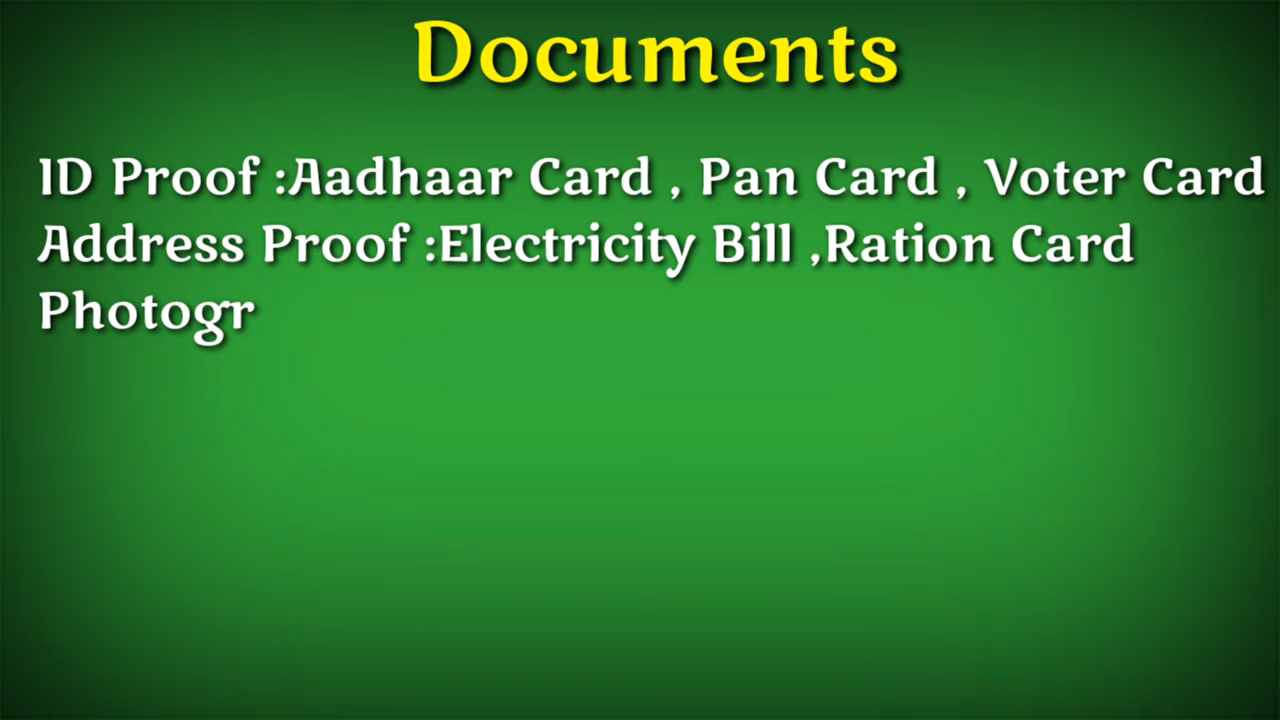 Documents
ID Proof :Aadhaar Card , Pan Card , Voter Card
Address Proof :Electricity Bill ,Ration Card
Photogr